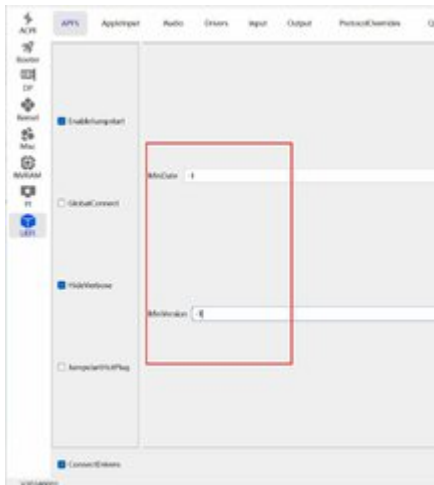 ACPI
Booter
DP
Kernel
Misc
NVRAM
PI
UEFI
APFS AppleInput Audio Drivers Input Output ProtocolOverrides
EnableJumpstart
MinDate -1
GlobalConnect
HideVerbose
MinVersion -1
JumpstartHotPlug
ConnectDrivers